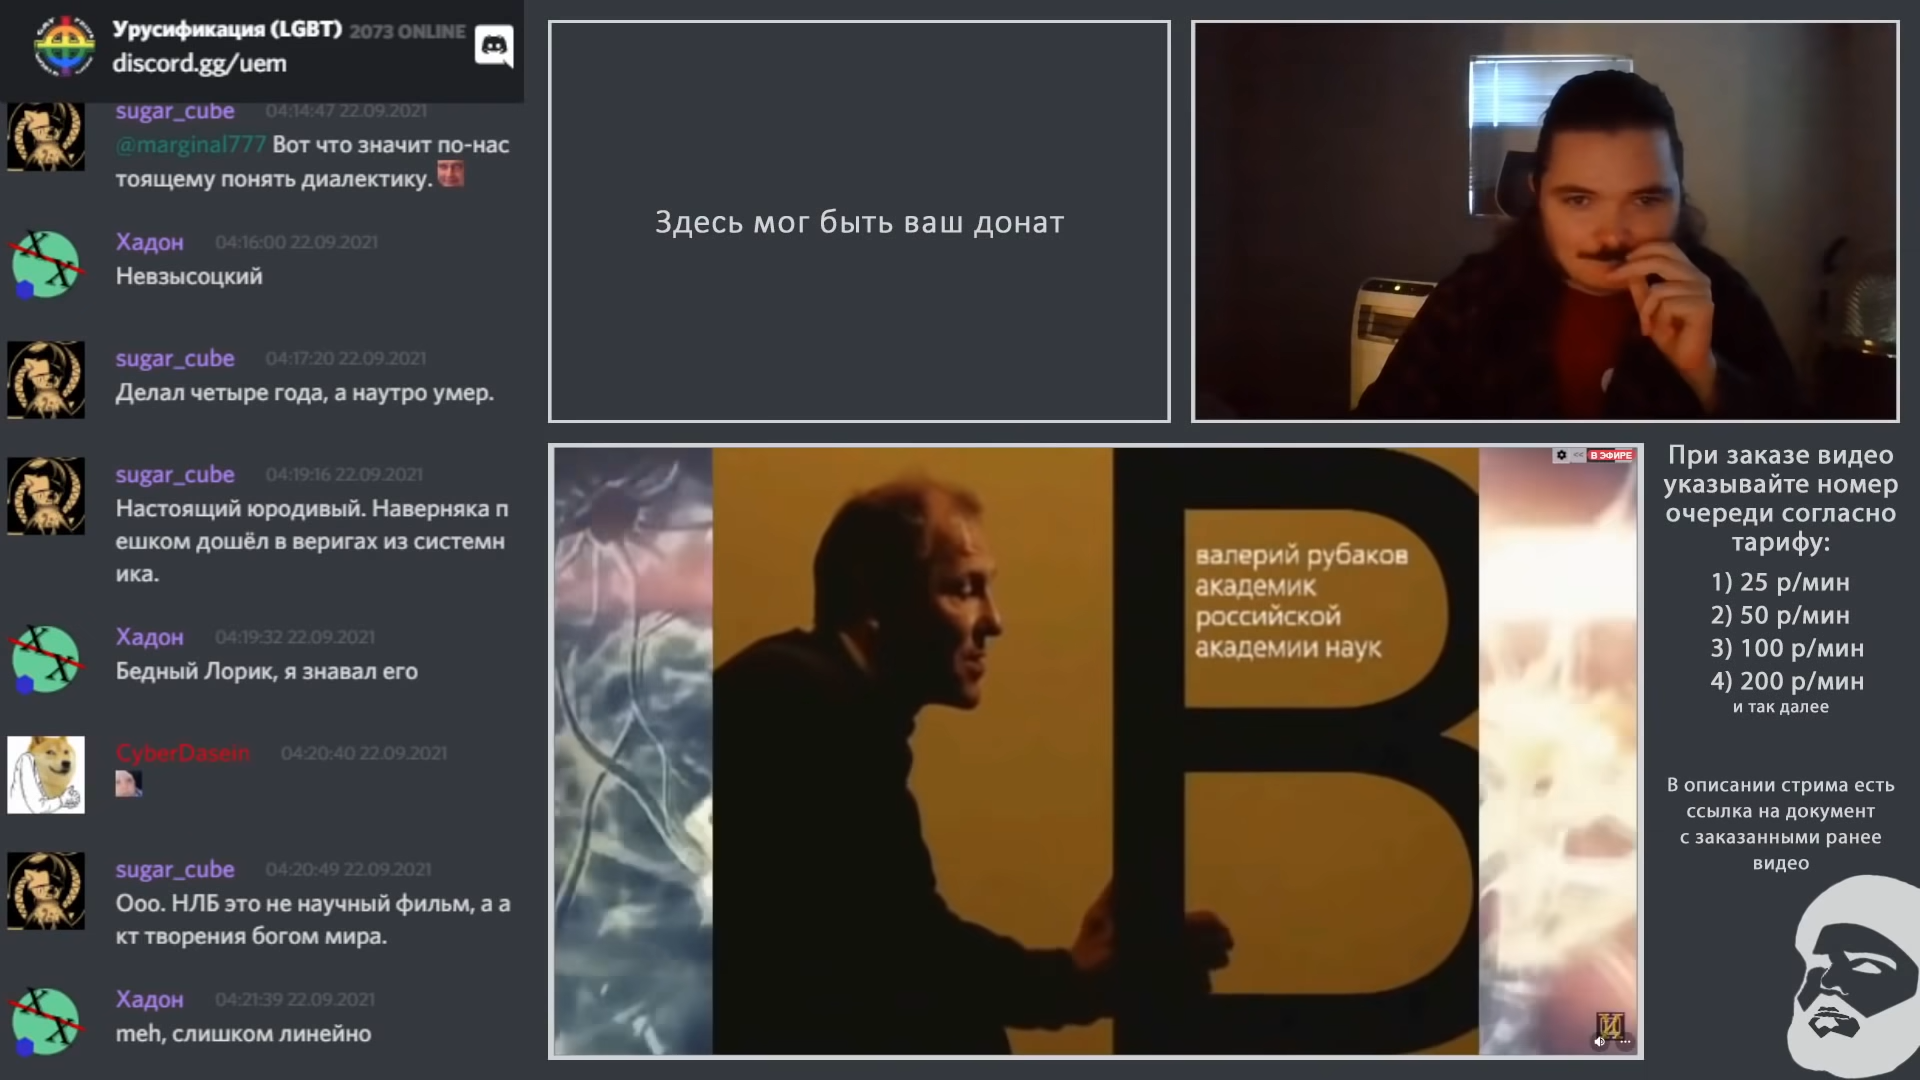 Урусификация (LGBT) 2073 ONLINE
discord.gg/uem
sugar_cube 04:14:47 22.09.2021
@marginal777 Вот что значит по-нас
тоящему понять диалектику.
Хадон 04:16:00 22.09.2021
Невзысоцкий
sugar_cube 04:17:20 22.09.2021
Делал четыре года, а наутро умер.
sugar_cube 04:19:16 22.09.2021
Настоящий юродивый. Наверняка п
ешком дошёл в веригах из системн
ика.
Хадон 04:19:32 22.09.2021
Бедный Лорик, я знавал его
CyberDasein 04:20:40 22.09.2021
sugar_cube 04:20:49 22.09.2021
Ооо. НЛБ это не научный фильм, а а
кт творения богом мира.
Хадон 04:21:39 22.09.2021
meh, слишком линейно
Здесь мог быть ваш донат
<< В ЭФИРЕ
В
валерий рубаков
академик
российской
академии наук
При заказе видео
указывайте номер
очереди согласно
тарифу:
1) 25 р/мин
2) 50 р/мин
3) 100 р/мин
4) 200 р/мин
и так далее
В описании стрима есть
ссылка на документ
с заказанными ранее
видео